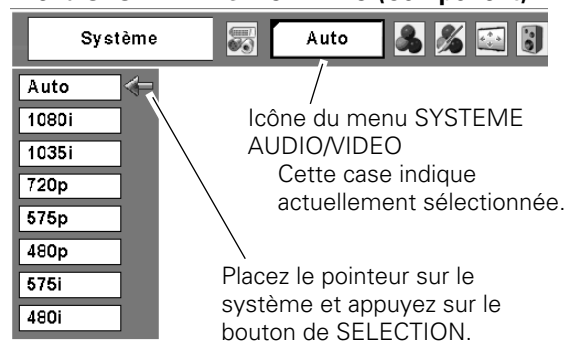 Système
Auto
Auto
1080i
1035i
720p
575p
480p
575i
480i
Icône du menu SYSTEME
AUDIO/VIDEO
Cette case indique
actuellement sélectionnée.
Placez le pointeur sur le
système et appuyez sur le
bouton de SELECTION.